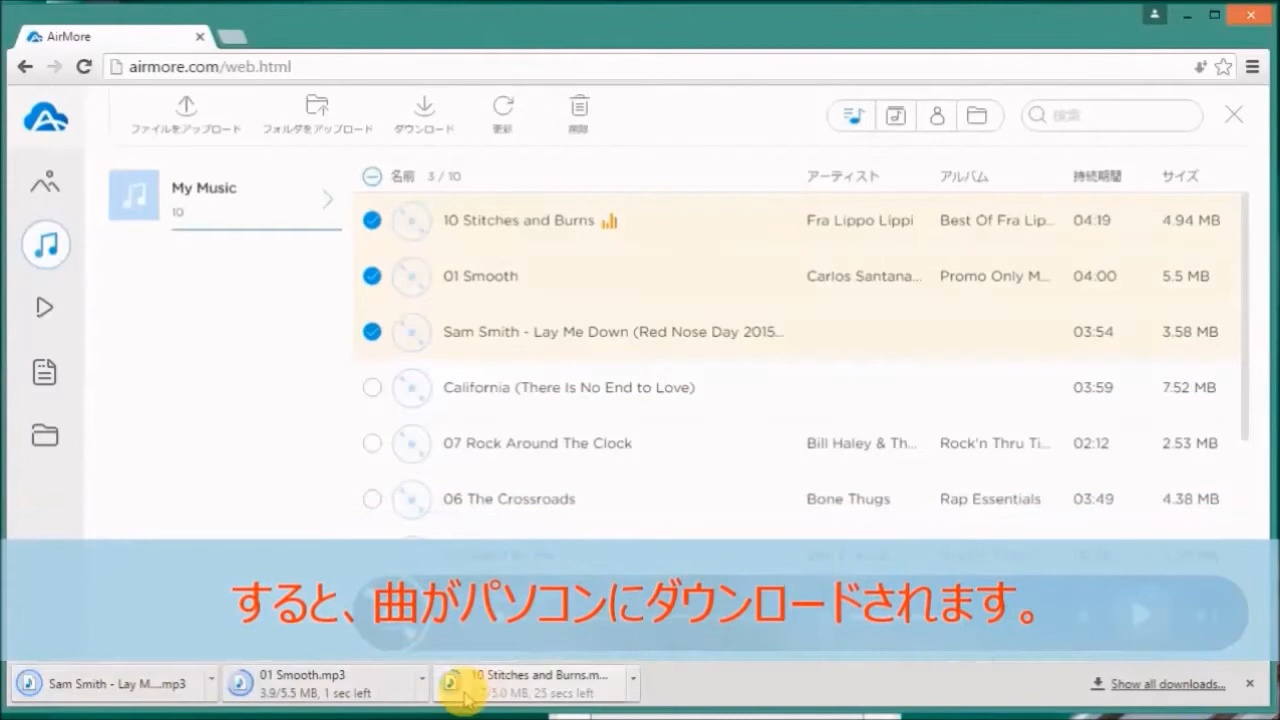 AirMore
airmore.com/web.html
ファイルをアップロード フォルダをアップロード ダウンロード 更新 削除 検索
My Music
10
名前 3 / 10 アーティスト アルバム 持続期間 サイズ
10 Stitches and Burns Fra Lippo Lippi Best Of Fra Lip... 04:19 4.94 MB
01 Smooth Carlos Santana... Promo Only M... 04:00 5.5 MB
Sam Smith - Lay Me Down (Red Nose Day 2015... 03:54 3.58 MB
California (There Is No End to Love) 03:59 7.52 MB
07 Rock Around The Clock Bill Haley & Th... Rock'n Thru Ti... 02:12 2.53 MB
06 The Crossroads Bone Thugs Rap Essentials 03:49 4.38 MB
すると、曲がパソコンにダウンロードされます。
Sam Smith - Lay M....mp3
01 Smooth.mp3
3.9/5.5 MB, 1 sec left
10 Stitches and Burns.m...
/5.0 MB, 25 secs left
Show all downloads...